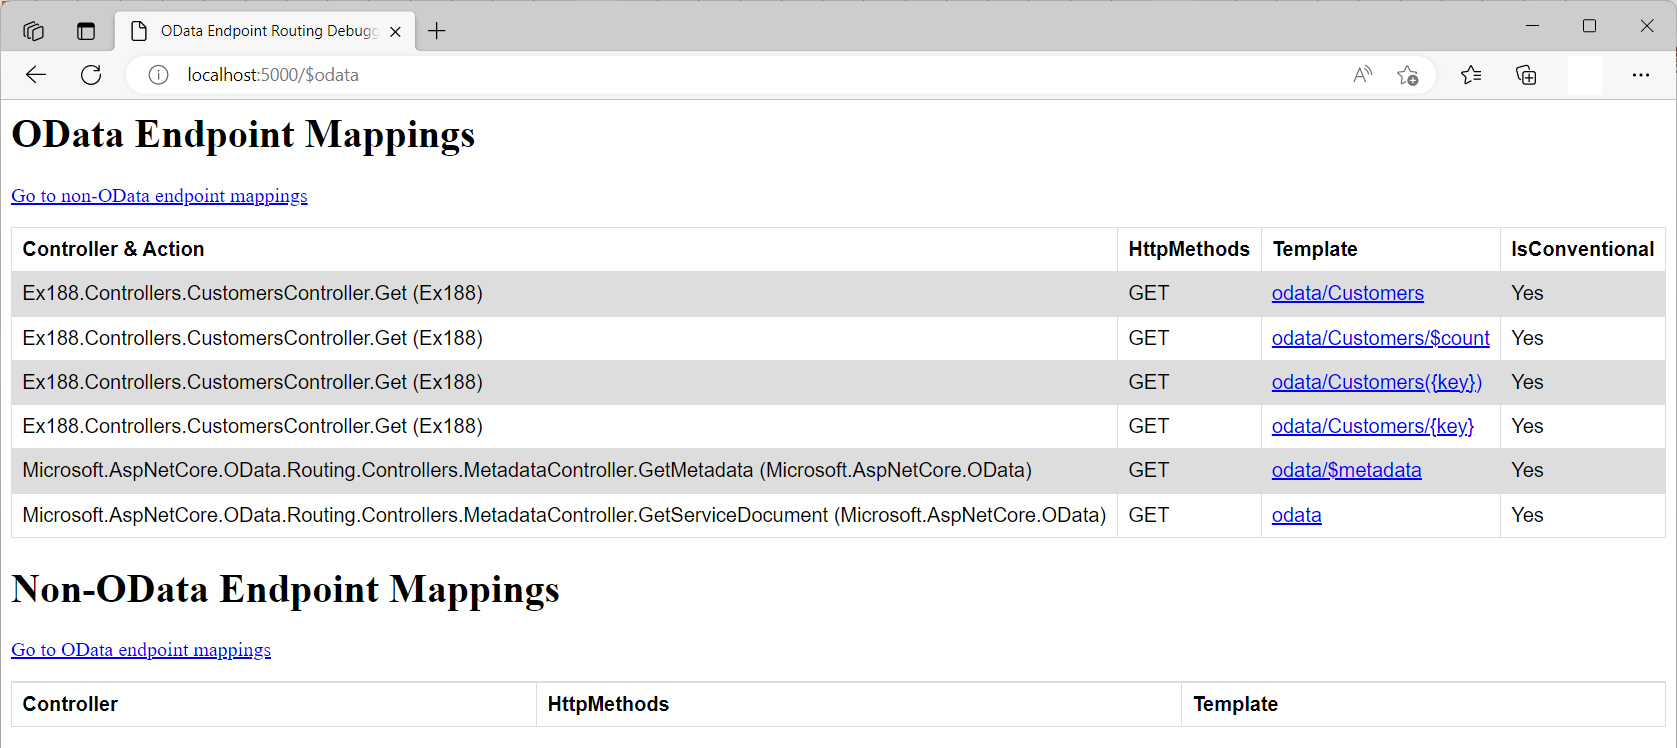 OData Endpoint Routing Debugg
localhost:5000/$odata
OData Endpoint Mappings
Go to non-OData endpoint mappings
Controller & Action HttpMethods Template IsConventional
Ex188.Controllers.CustomersController.Get (Ex188) GET odata/Customers Yes
Ex188.Controllers.CustomersController.Get (Ex188) GET odata/Customers/$count Yes
Ex188.Controllers.CustomersController.Get (Ex188) GET odata/Customers({key}) Yes
Ex188.Controllers.CustomersController.Get (Ex188) GET odata/Customers/{key} Yes
Microsoft.AspNetCore.OData.Routing.Controllers.MetadataController.GetMetadata (Microsoft.AspNetCore.OData) GET odata/$metadata Yes
Microsoft.AspNetCore.OData.Routing.Controllers.MetadataController.GetServiceDocument (Microsoft.AspNetCore.OData) GET odata Yes
Non-OData Endpoint Mappings
Go to OData endpoint mappings
Controller HttpMethods Template